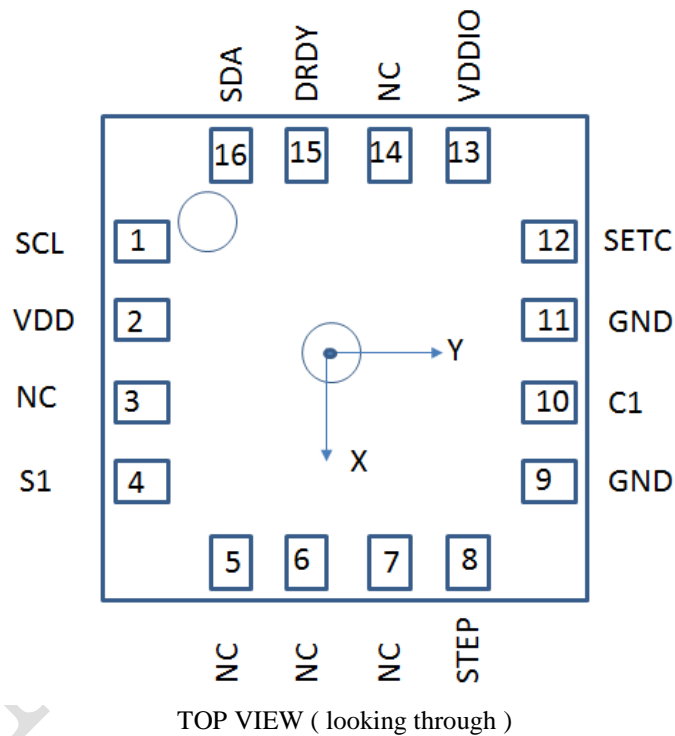 SDA DRDY NC VDDIO
16 15 14 13
SCL 1 12 SETC
VDD 2 11 GND
Y
NC 3 10 C1
X
S1 4 9 GND
5 6 7 8
NC NC NC STEP
TOP VIEW ( looking through )